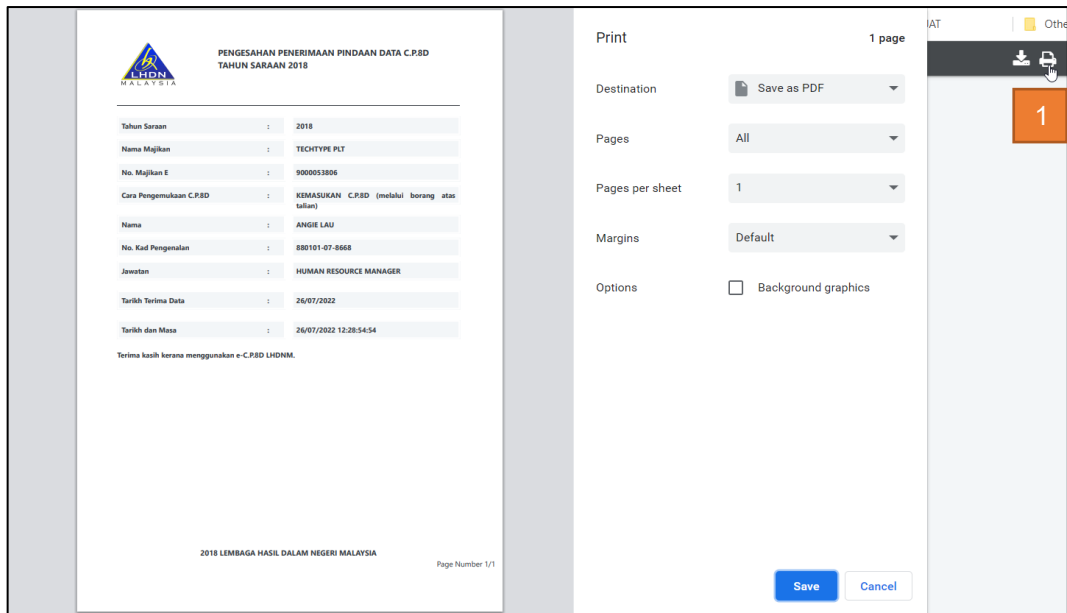 LHDN
MALAYSIA
PENGESAHAN PENERIMAAN PINDAAN DATA C.P.8D
TAHUN SARAAN 2018
Tahun Saraan : 2018
Nama Majikan : TECHTYPE PLT
No. Majikan E : 9000053806
Cara Pengemukaan C.P.8D : KEMASUKAN C.P.8D (melalui borang atas
talian)
Nama : ANGIE LAU
No. Kad Pengenalan : 880101-07-8668
Jawatan : HUMAN RESOURCE MANAGER
Tarikh Terima Data : 26/07/2022
Tarikh dan Masa : 26/07/2022 12:28:54:54
Terima kasih kerana menggunakan e-C.P.8D LHDNM.
2018 LEMBAGA HASIL DALAM NEGERI MALAYSIA
Page Number 1/1
Print 1 page
Destination Save as PDF
Pages All
Pages per sheet 1
Margins Default
Options Background graphics
Save Cancel
AT Othe
1